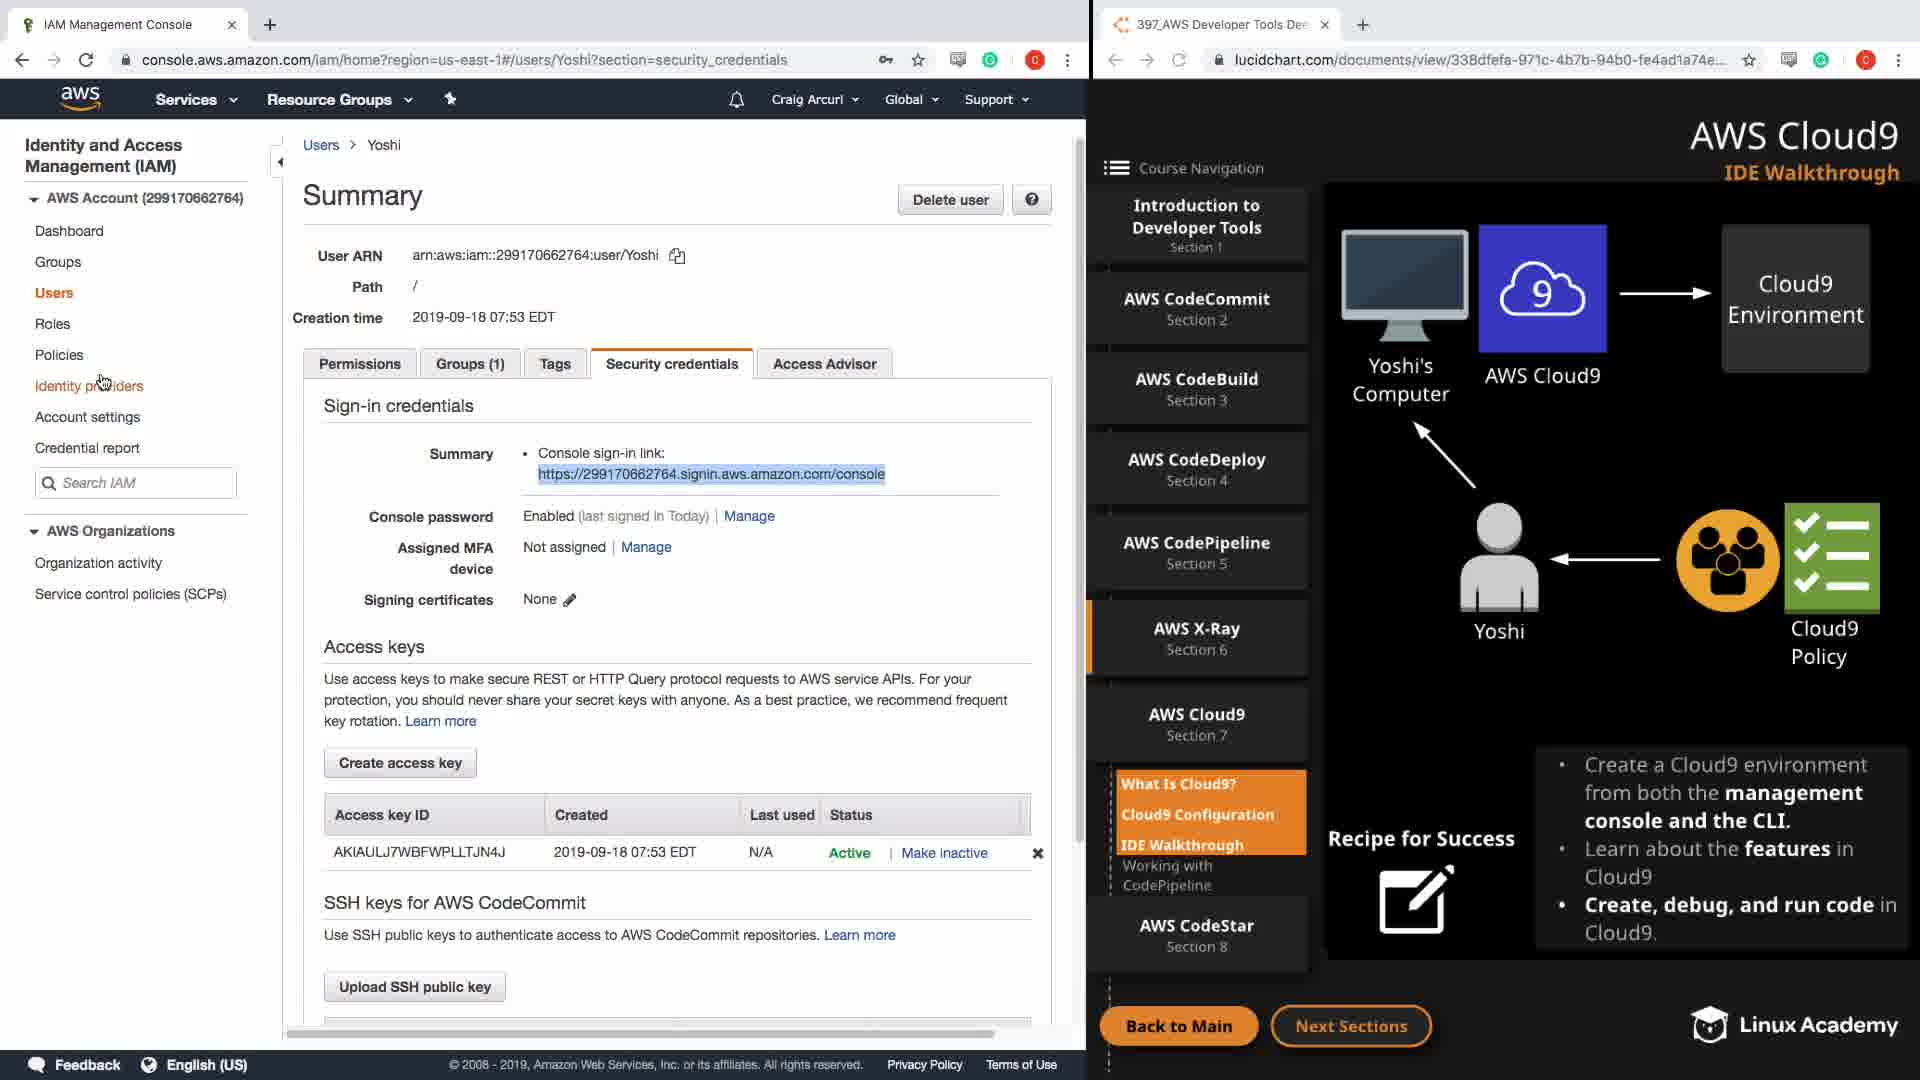 IAM Management Console
console.aws.amazon.com/iam/home?region=us-east-1#/users/Yoshi?section=security_credentials
aws
Services
Resource Groups
Craig Arcuri
Global
Support
Identity and Access
Management (IAM)
AWS Account (299170662764)
Dashboard
Groups
Users
Roles
Policies
Identity providers
Account settings
Credential report
Search IAM
AWS Organizations
Organization activity
Service control policies (SCPs)
Users > Yoshi
Summary
Delete user
User ARN arn:aws:iam::299170662764:user/Yoshi
Path /
Creation time 2019-09-18 07:53 EDT
Permissions
Groups (1)
Tags
Security credentials
Access Advisor
Sign-in credentials
Summary
• Console sign-in link:
https://299170662764.signin.aws.amazon.com/console
Console password Enabled (last signed in Today) | Manage
Assigned MFA
device
Not assigned | Manage
Signing certificates None
Access keys
Use access keys to make secure REST or HTTP Query protocol requests to AWS service APIs. For your
protection, you should never share your secret keys with anyone. As a best practice, we recommend frequent
key rotation. Learn more
Create access key
Access key ID Created Last used Status
AKIAULJ7WBFWPLLTJN4J 2019-09-18 07:53 EDT N/A Active | Make inactive
SSH keys for AWS CodeCommit
Use SSH public keys to authenticate access to AWS CodeCommit repositories. Learn more
Upload SSH public key
Feedback
English (US)
© 2008 - 2019, Amazon Web Services, Inc. or its affiliates. All rights reserved.
Privacy Policy
Terms of Use
397_AWS Developer Tools Dee
lucidchart.com/documents/view/338dfefa-971c-4b7b-94b0-fe4ad1a74e...
AWS Cloud9
IDE Walkthrough
Course Navigation
Introduction to
Developer Tools
Section 1
AWS CodeCommit
Section 2
AWS CodeBuild
Section 3
AWS CodeDeploy
Section 4
AWS CodePipeline
Section 5
AWS X-Ray
Section 6
AWS Cloud9
Section 7
What Is Cloud9?
Cloud9 Configuration
IDE Walkthrough
Working with
CodePipeline
AWS CodeStar
Section 8
Back to Main
Next Sections
9
Yoshi's
Computer
AWS Cloud9
Cloud9
Environment
Yoshi
Cloud9
Policy
Recipe for Success
• Create a Cloud9 environment
from both the management
console and the CLI.
• Learn about the features in
Cloud9
• Create, debug, and run code in
Cloud9.
Linux Academy